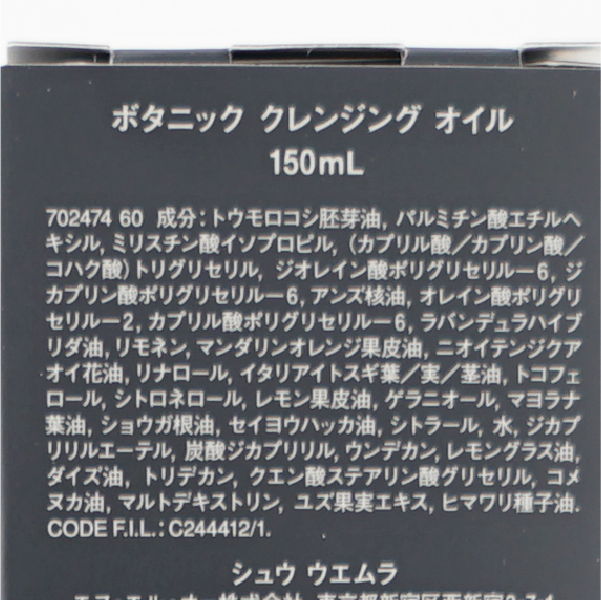 ボタニック クレンジング オイル
150mL
702474 60 成分：トウモロコシ胚芽油, パルミチン酸エチルヘ
キシル, ミリスチン酸イソプロピル, (カプリル酸／カプリン酸／
コハク酸)トリグリセリル, ジオレイン酸ポリグリセリル－6, ジ
カプリン酸ポリグリセリル－6, アンズ核油, オレイン酸ポリグリ
セリル－2, カプリル酸ポリグリセリル－6, ラバンデュラハイブ
リダ油, リモネン, マンダリンオレンジ果皮油, ニオイテンジクア
オイ花油, リナロール, イタリアイトスギ葉／実／茎油, トコフェ
ロール, シトロネロール, レモン果皮油, ゲラニオール, マヨラナ
葉油, ショウガ根油, セイヨウハッカ油, シトラール, 水, ジカプ
リリルエーテル, 炭酸ジカプリリル, ウンデカン, レモングラス油,
ダイズ油, トリデカン, クエン酸ステアリン酸グリセリル, コメ
ヌカ油, マルトデキストリン, ユズ果実エキス, ヒマワリ種子油.
CODE F.I.L.: C244412/1.
シュウ ウエムラ